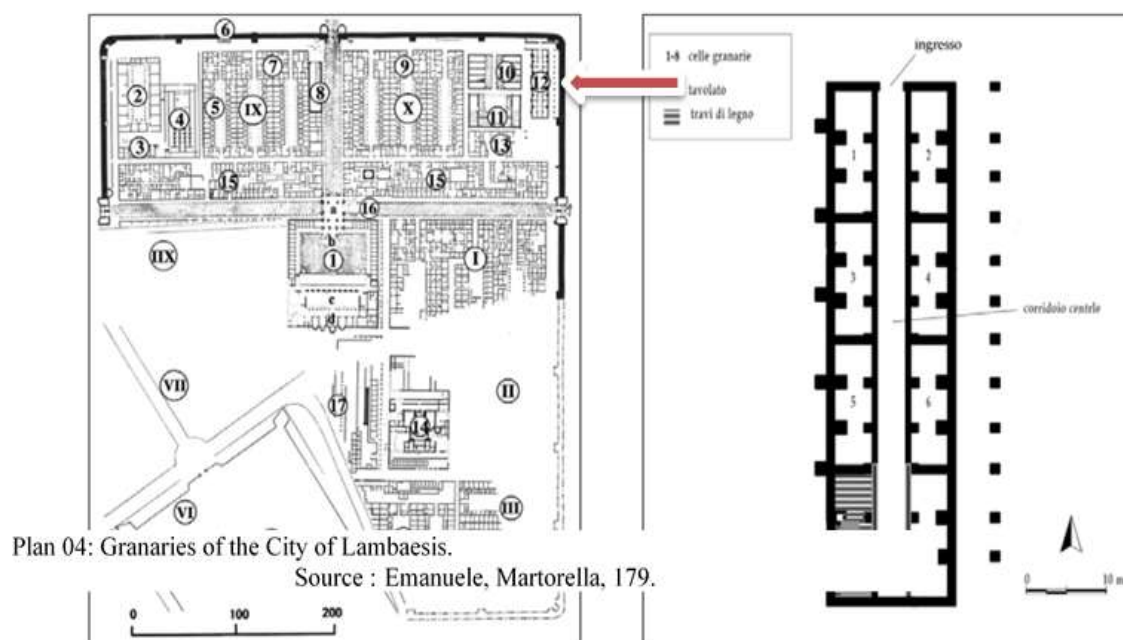 6
7
9
2
8
10
12
5
IX
X
4
11
3
13
15
15
a
16
b
IIX
1
I
c
d
VII
II
17
14
VI
III
0 100 200
1-8 celle granarie
tavolato
travi di legno
ingresso
1 2
3 4
corridoio centrle
5 6
0 10 m
Plan 04: Granaries of the City of Lambaesis.
Source : Emanuele, Martorella, 179.